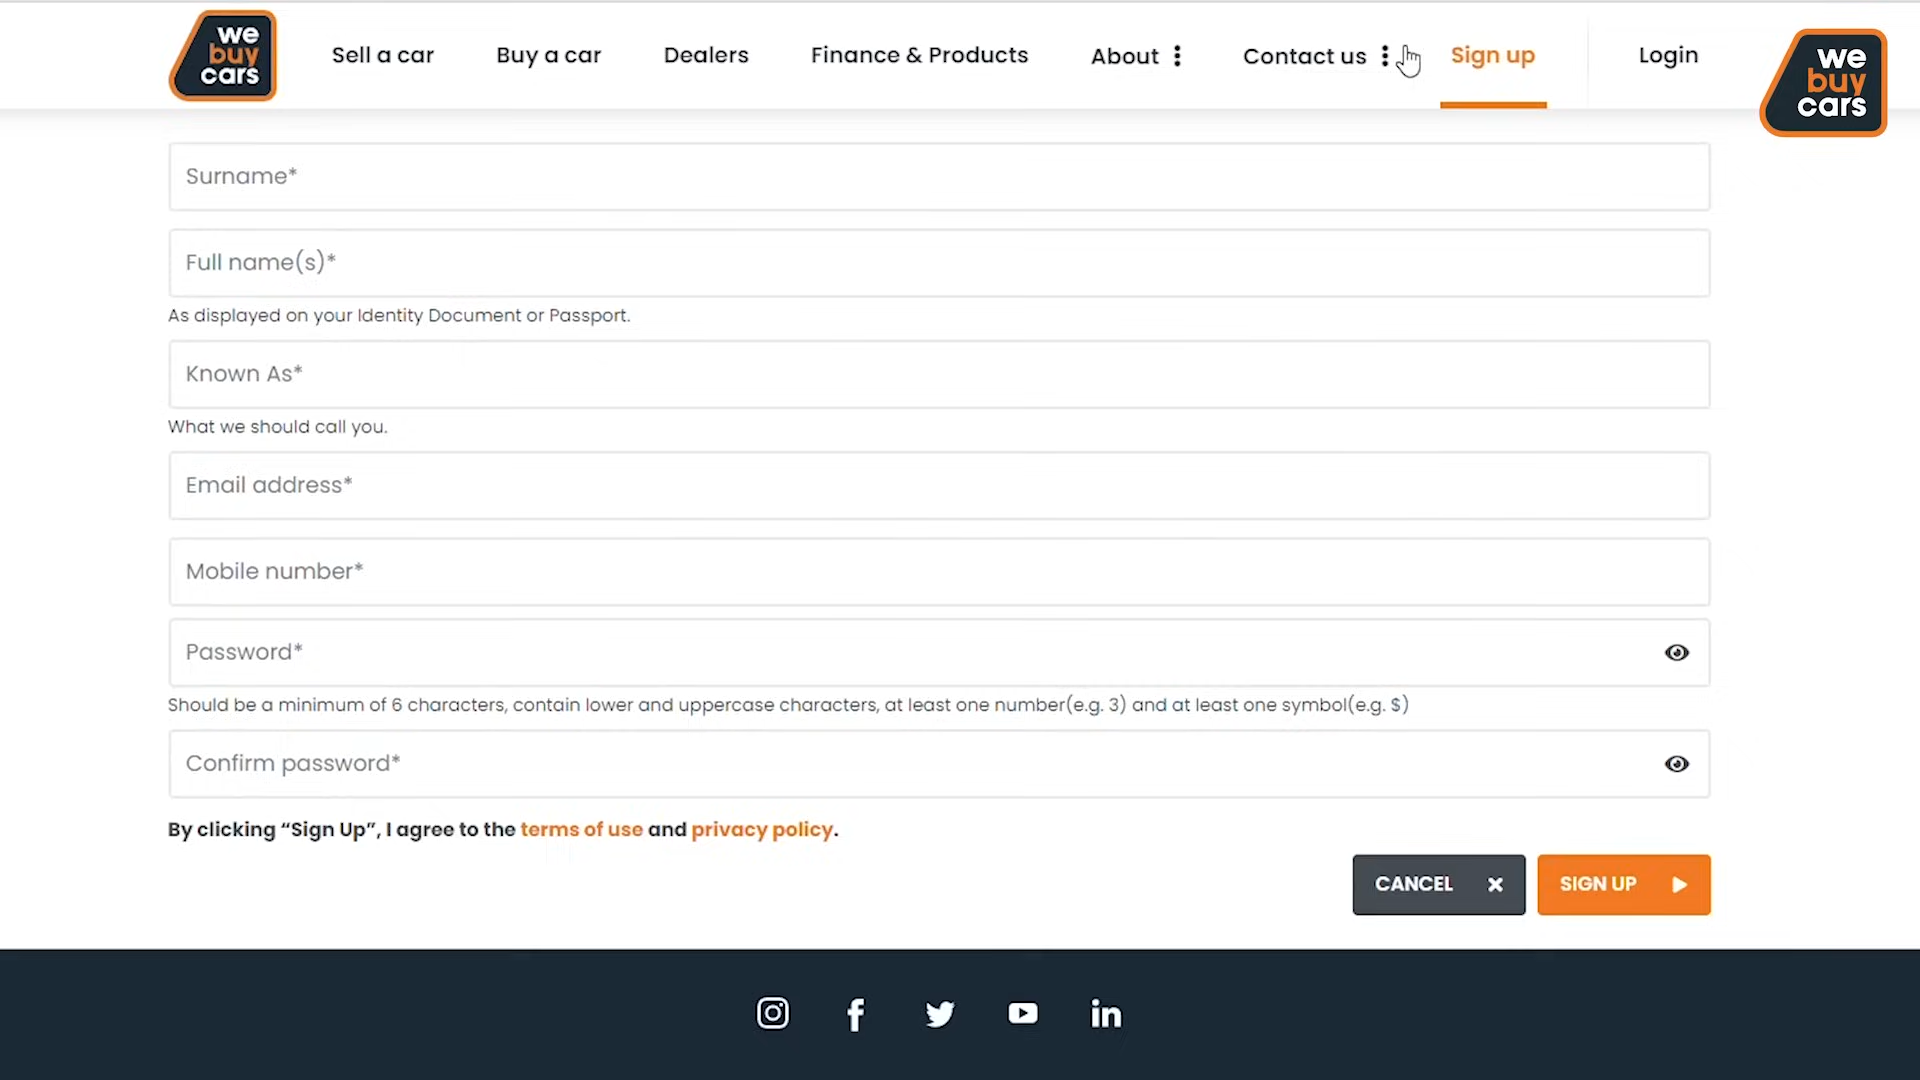 we
buy
cars
Sell a car
Buy a car
Dealers
Finance & Products
About
Contact us
Sign up
Login
we
buy
cars
Surname*
Full name(s)*
As displayed on your Identity Document or Passport.
Known As*
What we should call you.
Email address*
Mobile number*
Password*
Should be a minimum of 6 characters, contain lower and uppercase characters, at least one number(e.g. 3) and at least one symbol(e.g. $)
Confirm password*
By clicking “Sign Up”, I agree to the terms of use and privacy policy.
CANCEL
SIGN UP